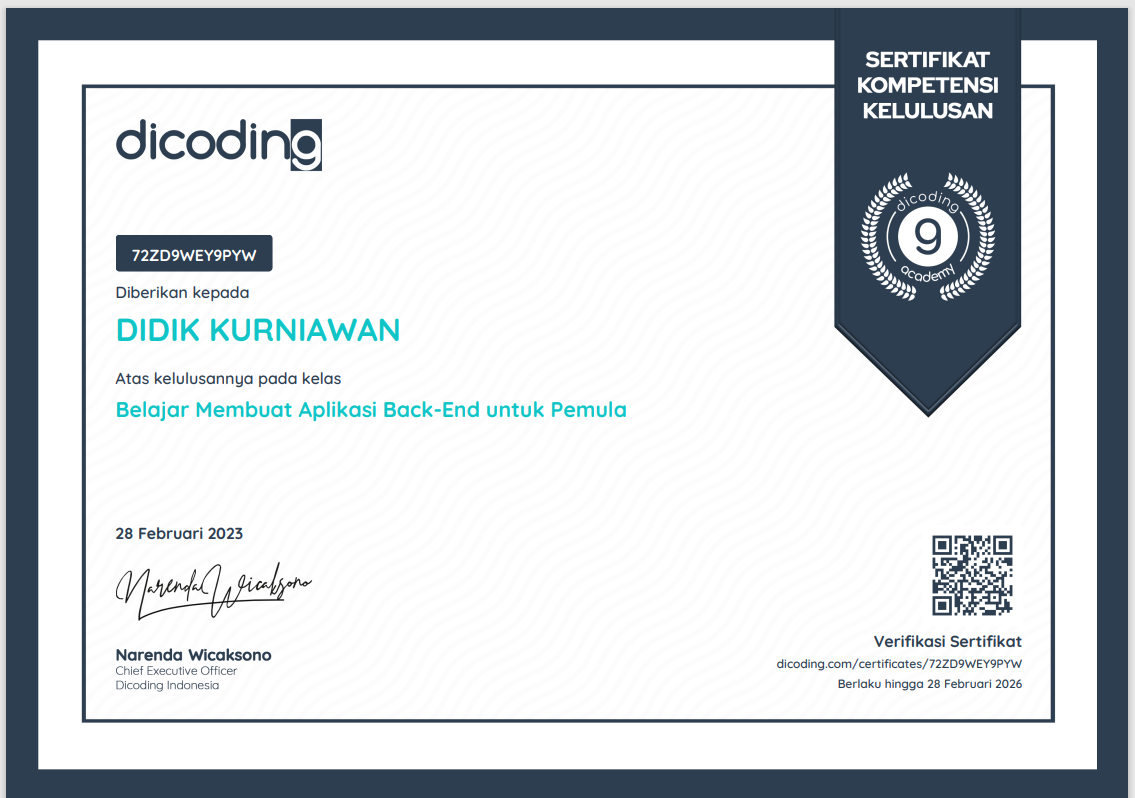 SERTIFIKAT
KOMPETENSI
KELULUSAN
dicoding
dicoding
9
academy
72ZD9WEY9PYW
Diberikan kepada
DIDIK KURNIAWAN
Atas kelulusannya pada kelas
Belajar Membuat Aplikasi Back-End untuk Pemula
28 Februari 2023
Narenda Wicaksono
Narenda Wicaksono
Chief Executive Officer
Dicoding Indonesia
Verifikasi Sertifikat
dicoding.com/certificates/72ZD9WEY9PYW
Berlaku hingga 28 Februari 2026